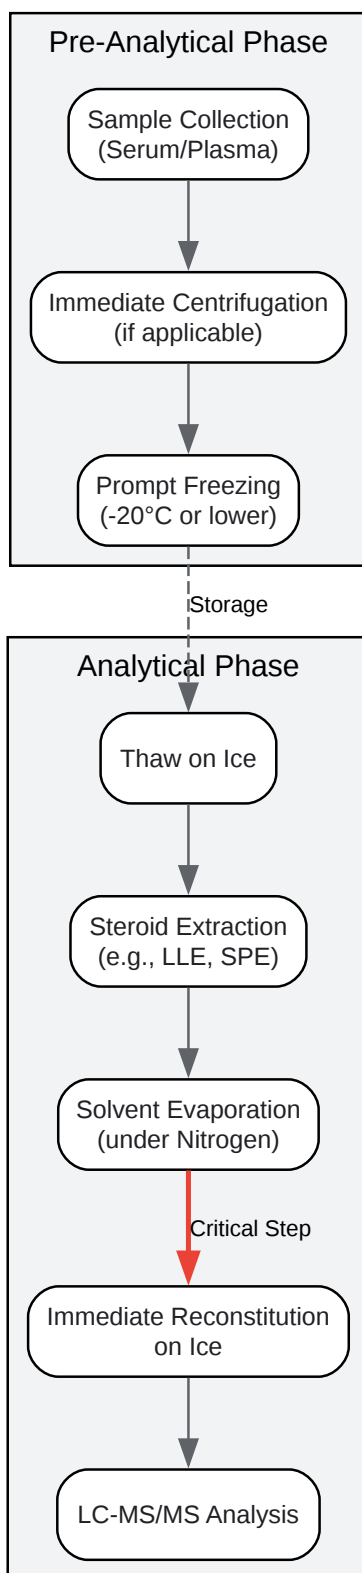 Pre-Analytical Phase
Sample Collection
(Serum/Plasma)
Immediate Centrifugation
(if applicable)
Prompt Freezing
(-20°C or lower)
Storage
Analytical Phase
Thaw on Ice
Steroid Extraction
(e.g., LLE, SPE)
Solvent Evaporation
(under Nitrogen)
Critical Step
Immediate Reconstitution
on Ice
LC-MS/MS Analysis